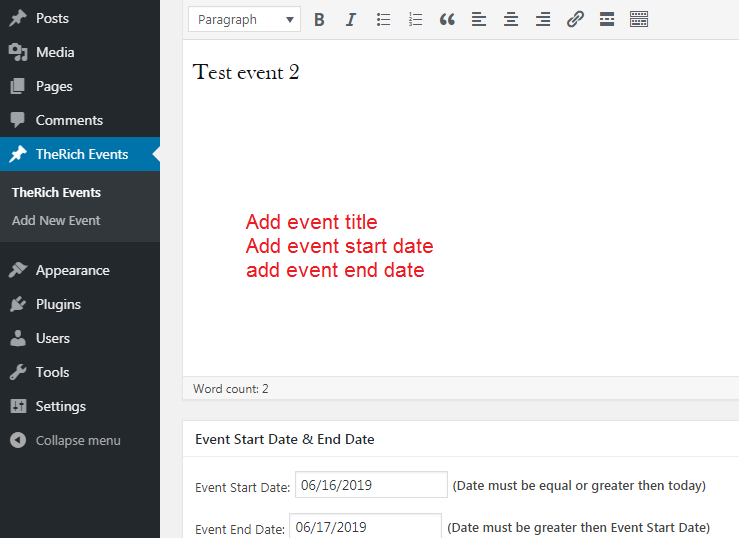 Posts
Media
Pages
Comments
TheRich Events
TheRich Events
Add New Event
Appearance
Plugins
Users
Tools
Settings
Collapse menu
Paragraph
B I
Test event 2
Add event title
Add event start date
add event end date
Word count: 2
Event Start Date & End Date
Event Start Date: 06/16/2019 (Date must be equal or greater then today)
Event End Date: 06/17/2019 (Date must be greater then Event Start Date)